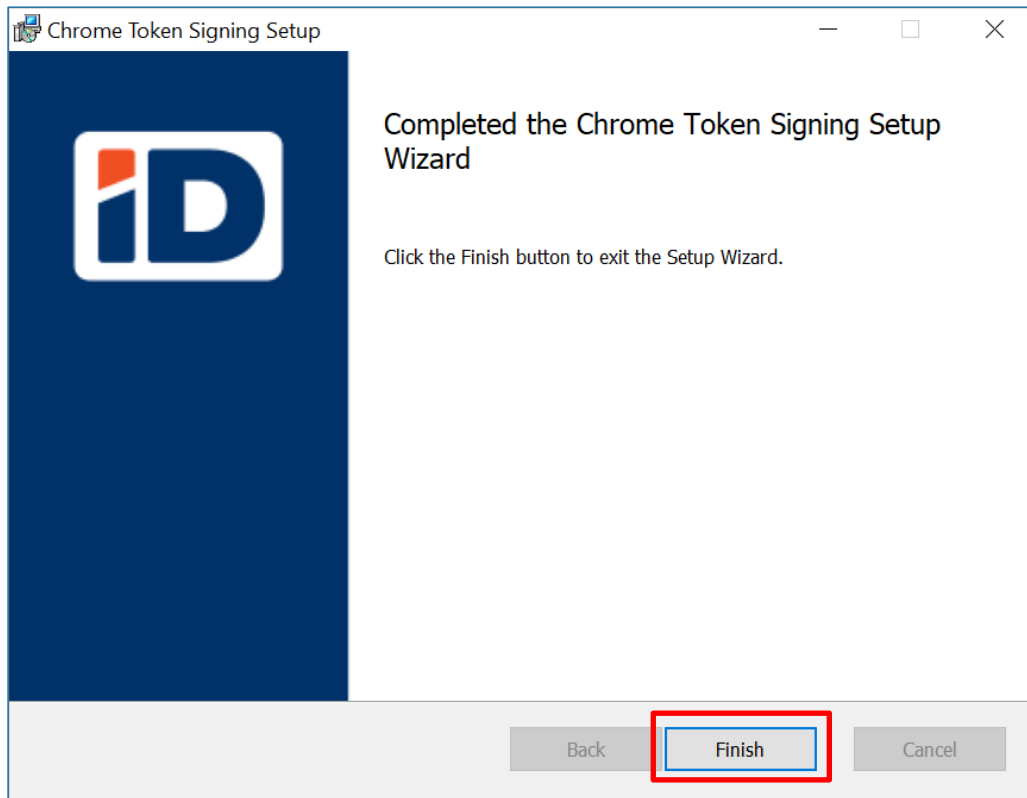 Chrome Token Signing Setup
iD
Completed the Chrome Token Signing Setup
Wizard
Click the Finish button to exit the Setup Wizard.
Back
Finish
Cancel